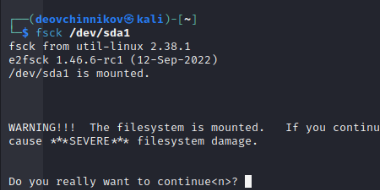 ┌──(deovchinnikov㉿kali)-[~]
└─$ fsck /dev/sda1
fsck from util-linux 2.38.1
e2fsck 1.46.6-rc1 (12-Sep-2022)
/dev/sda1 is mounted.
WARNING!!!  The filesystem is mounted.   If you continu
cause ***SEVERE*** filesystem damage.
Do you really want to continue<n>?